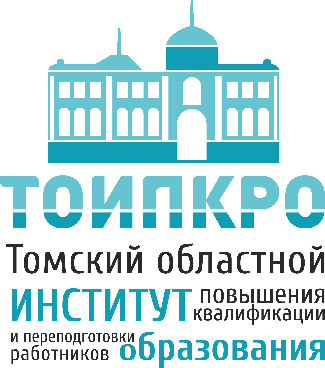 ТОИПКРО
Томский областной
ИНСТИТУТ повышения квалификации
и переподготовки работников образования